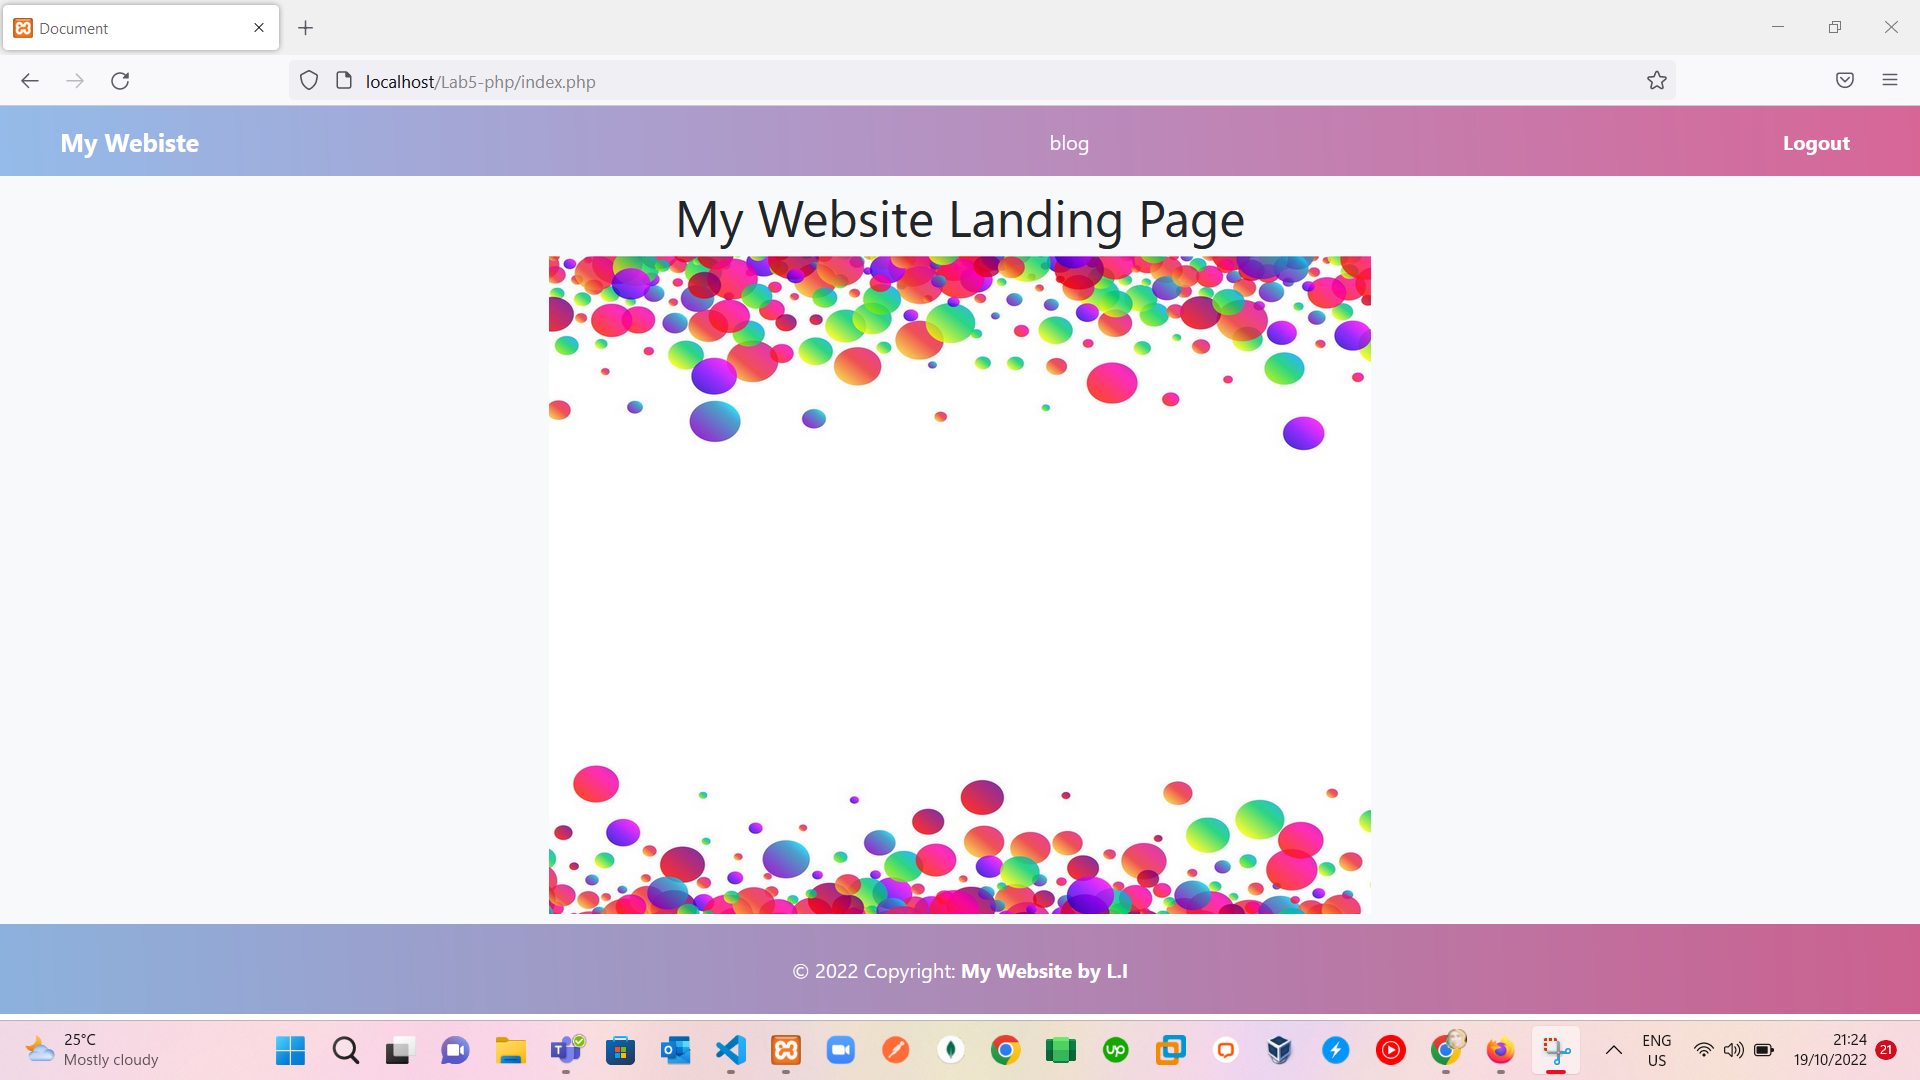 Document
localhost/Lab5-php/index.php
My Webiste
blog
Logout
My Website Landing Page
© 2022 Copyright: My Website by L.I
25°C
Mostly cloudy
ENG
US
21:24
19/10/2022
21